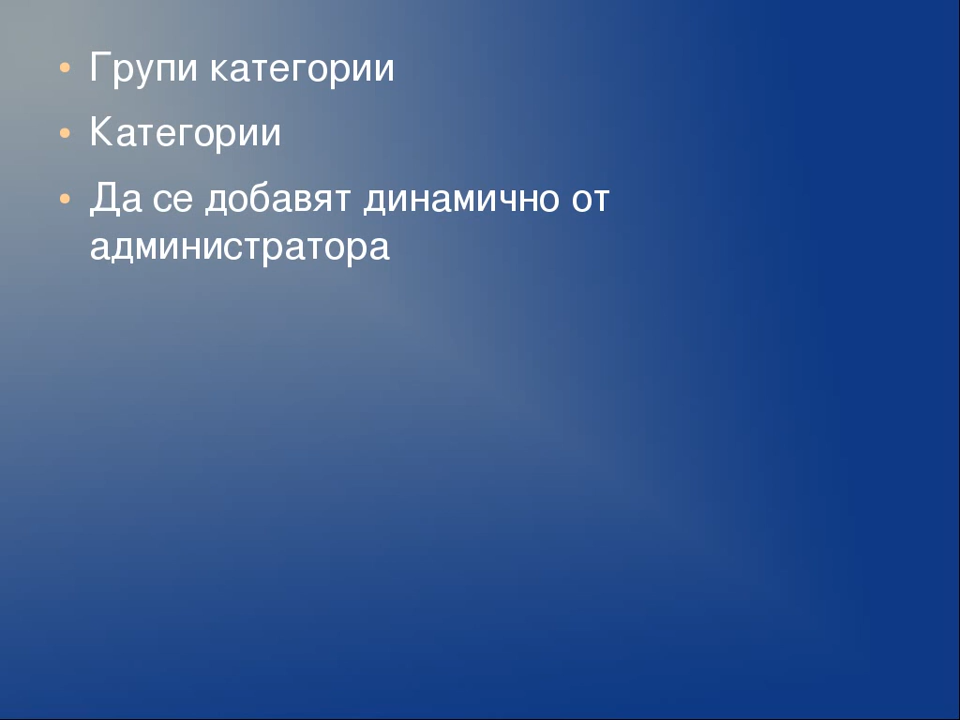 • Групи категории
• Категории
• Да се добавят динамично от
администратора